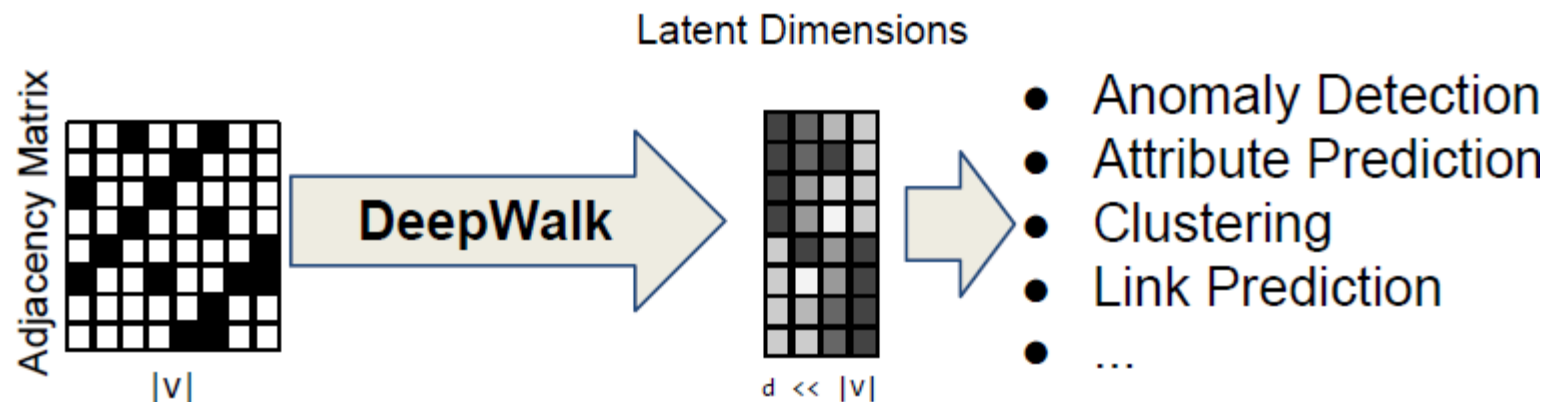 Latent Dimensions
Adjacency Matrix
|V|
DeepWalk
d << |V|
● Anomaly Detection
● Attribute Prediction
● Clustering
● Link Prediction
● ...